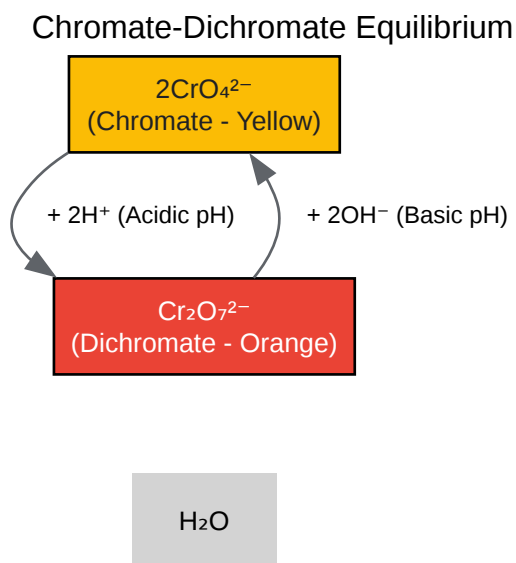 Chromate-Dichromate Equilibrium
2CrO₄²⁻
(Chromate - Yellow)
+ 2H⁺ (Acidic pH)
+ 2OH⁻ (Basic pH)
Cr₂O₇²⁻
(Dichromate - Orange)
H₂O